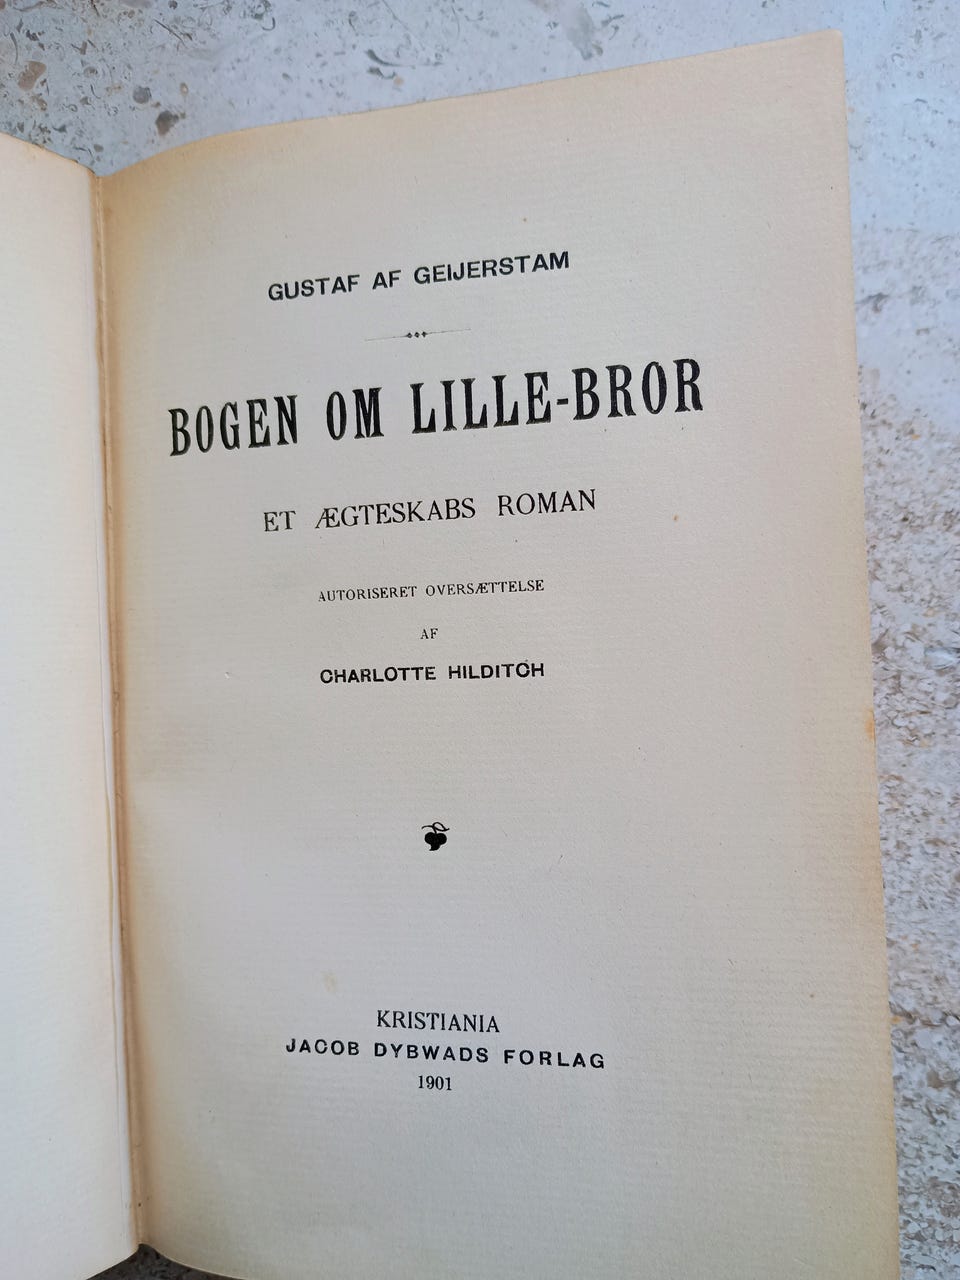 GUSTAF AF GEIJERSTAM
BOGEN OM LILLE-BROR
ET ÆGTESKABS ROMAN
AUTORISERET OVERSÆTTELSE
AF
CHARLOTTE HILDITCH
KRISTIANIA
JACOB DYBWADS FORLAG
1901